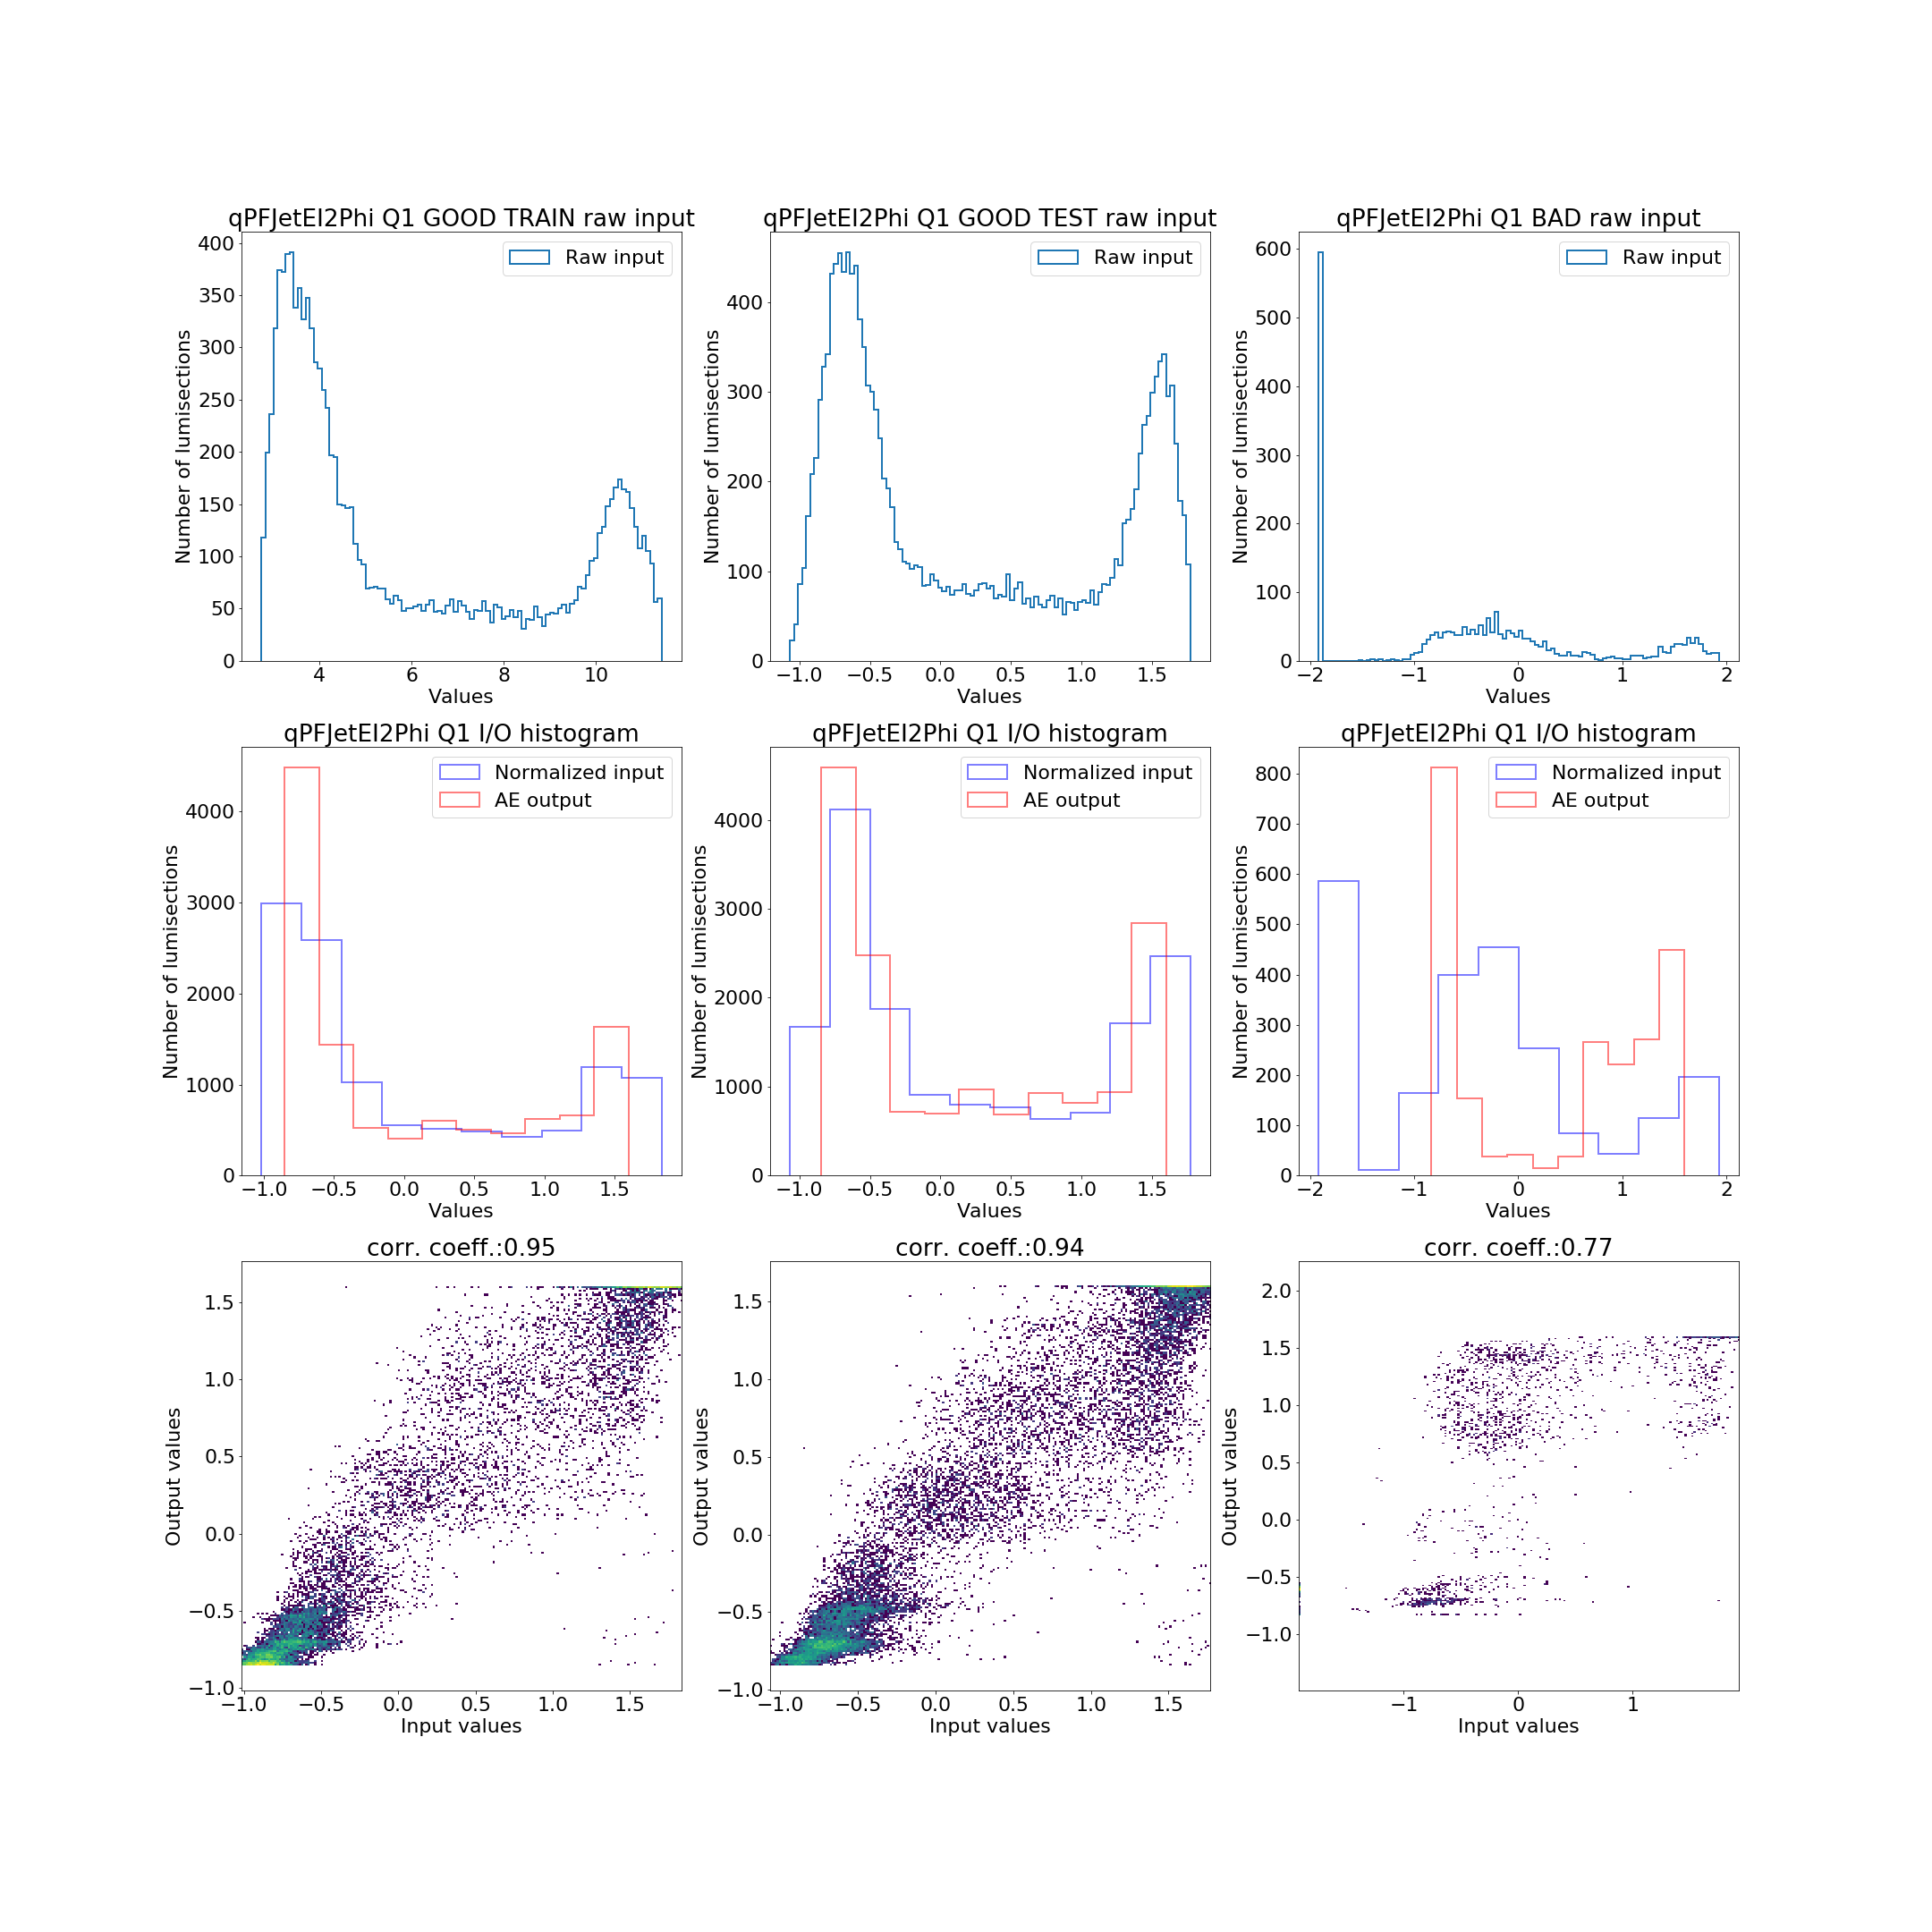 qPFJetEI2Phi Q1 GOOD TRAIN raw input
Raw input
400
350
300
250
200
150
100
50
0
4 6 8 10
Number of lumisections
Values
qPFJetEI2Phi Q1 GOOD TEST raw input
Raw input
400
300
200
100
0
−1.0 −0.5 0.0 0.5 1.0 1.5
Number of lumisections
Values
qPFJetEI2Phi Q1 BAD raw input
Raw input
600
500
400
300
200
100
0
−2 −1 0 1 2
Number of lumisections
Values
qPFJetEI2Phi Q1 I/O histogram
Normalized input
AE output
4000
3000
2000
1000
0
−1.0 −0.5 0.0 0.5 1.0 1.5
Number of lumisections
Values
qPFJetEI2Phi Q1 I/O histogram
Normalized input
AE output
4000
3000
2000
1000
0
−1.0 −0.5 0.0 0.5 1.0 1.5
Number of lumisections
Values
qPFJetEI2Phi Q1 I/O histogram
Normalized input
AE output
800
700
600
500
400
300
200
100
0
−2 −1 0 1 2
Number of lumisections
Values
corr. coeff.:0.95
1.5
1.0
0.5
0.0
−0.5
−1.0
−1.0 −0.5 0.0 0.5 1.0 1.5
Output values
Input values
corr. coeff.:0.94
1.5
1.0
0.5
0.0
−0.5
−1.0
−1.0 −0.5 0.0 0.5 1.0 1.5
Output values
Input values
corr. coeff.:0.77
2.0
1.5
1.0
0.5
0.0
−0.5
−1.0
−1 0 1
Output values
Input values